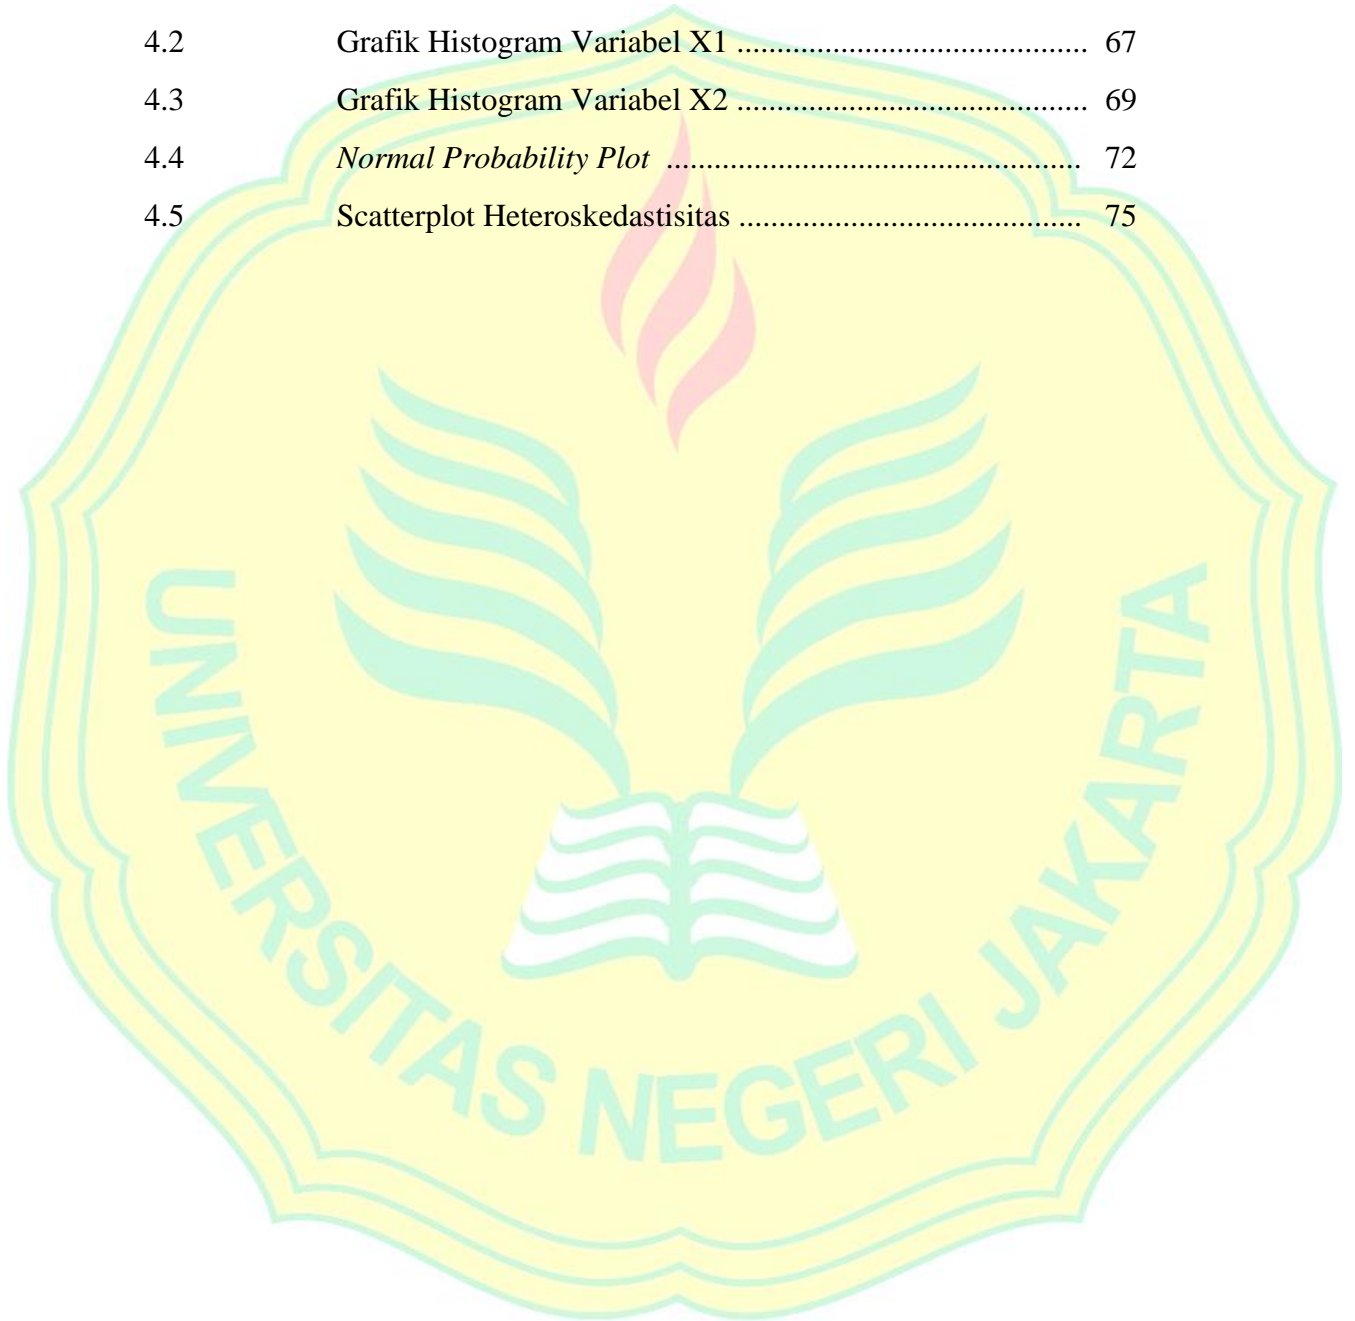 4.2 Grafik Histogram Variabel X1 ...................................... 67
4.3 Grafik Histogram Variabel X2 ...................................... 69
4.4 Normal Probability Plot ............................................. 72
4.5 Scatterplot Heteroskedastisitas ..................................... 75
UNIVERSITAS NEGERI JAKARTA